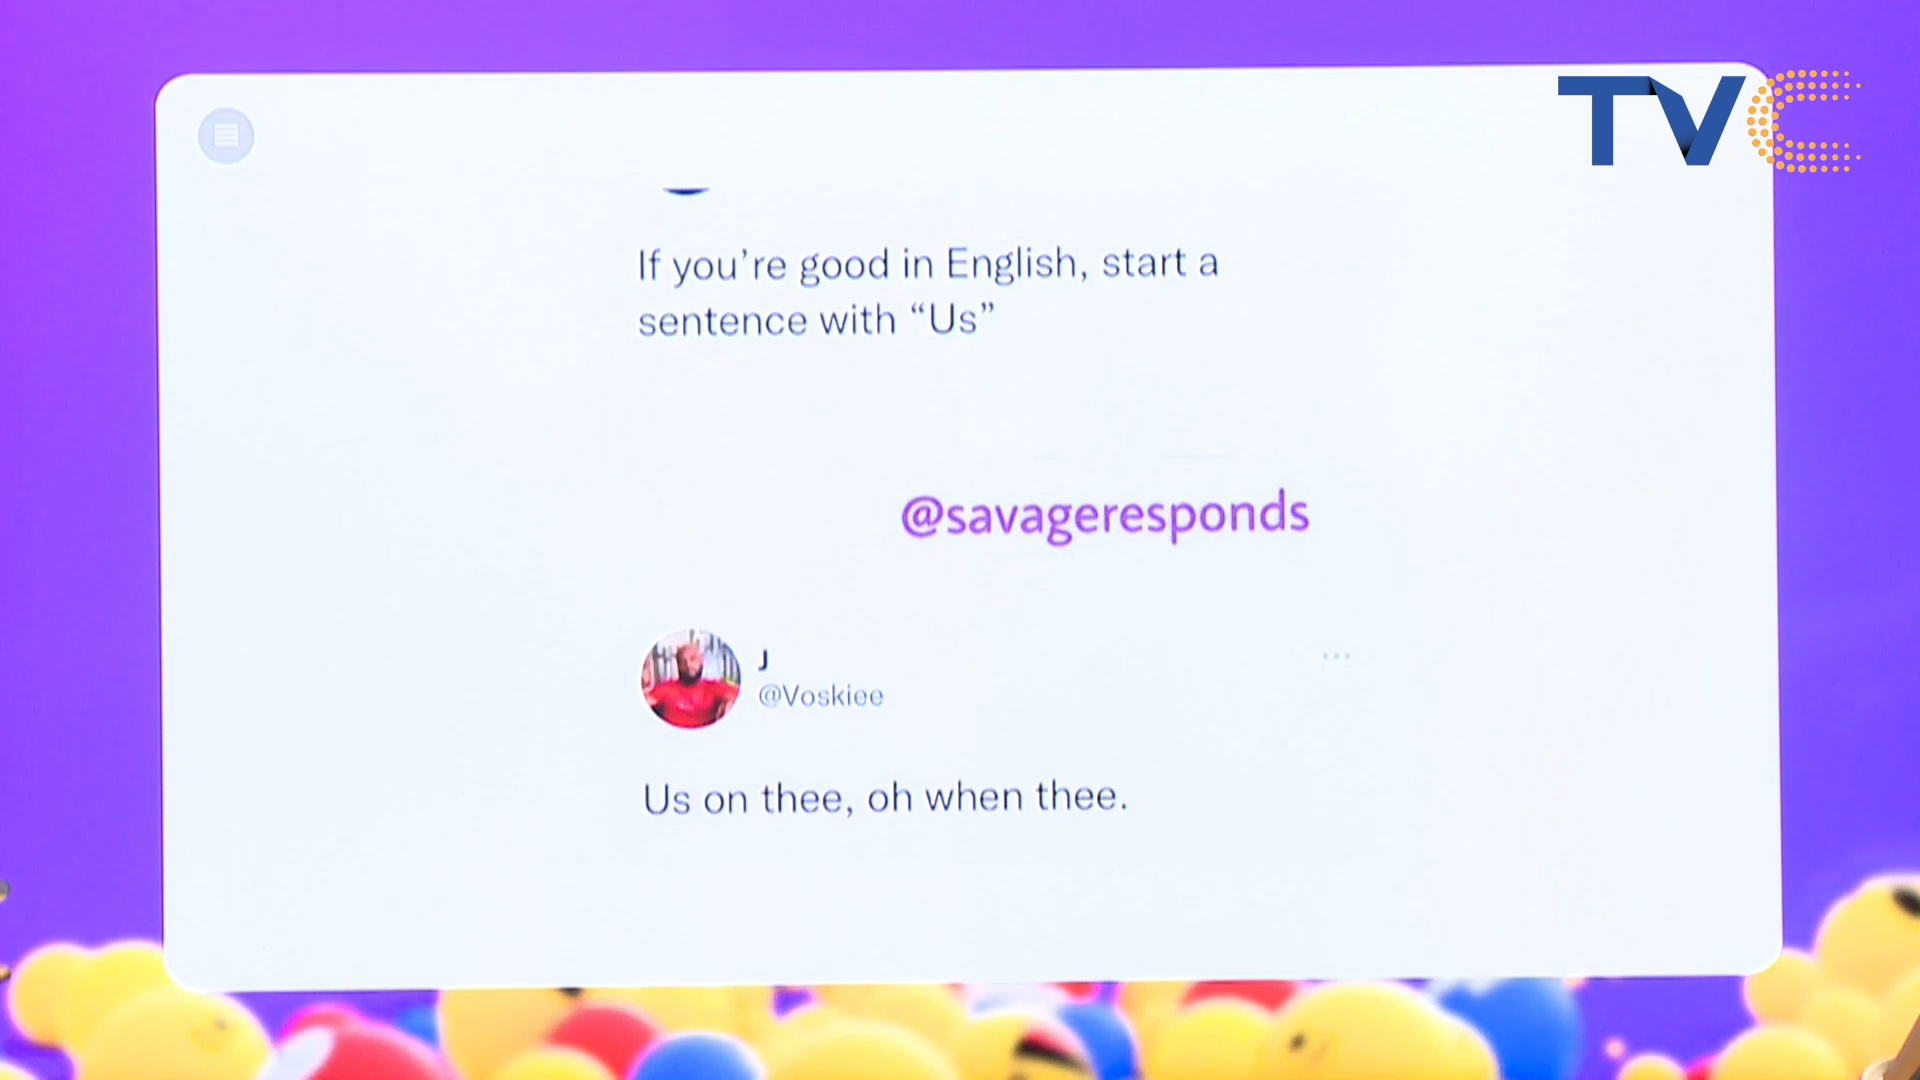 TVC
If you’re good in English, start a
sentence with “Us”
@savageresponds
J
@Voskiee
Us on thee, oh when thee.